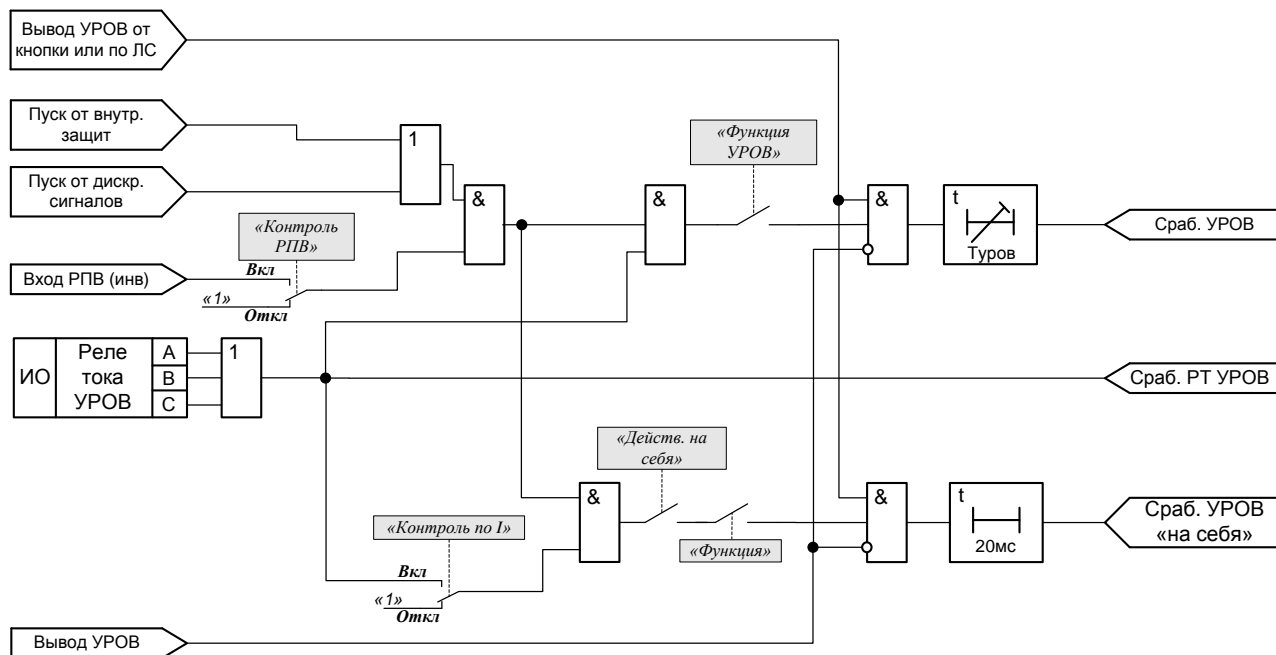 Вывод УРОВ от
кнопки или по ЛС
Пуск от внутр.
защит
1
«Функция
УРОВ»
Пуск от дискр.
сигналов
&
&
&
t
Tуров
Сраб. УРОВ
«Контроль
РПВ»
Вкл
Вход РПВ (инв)
«1»
Откл
ИО
Реле
тока
УРОВ
A
B
C
1
Сраб. РТ УРОВ
«Действ. на
себя»
&
&
t
20мс
Сраб. УРОВ
«на себя»
«Контроль по I»
«Функция»
Вкл
«1»
Откл
Вывод УРОВ